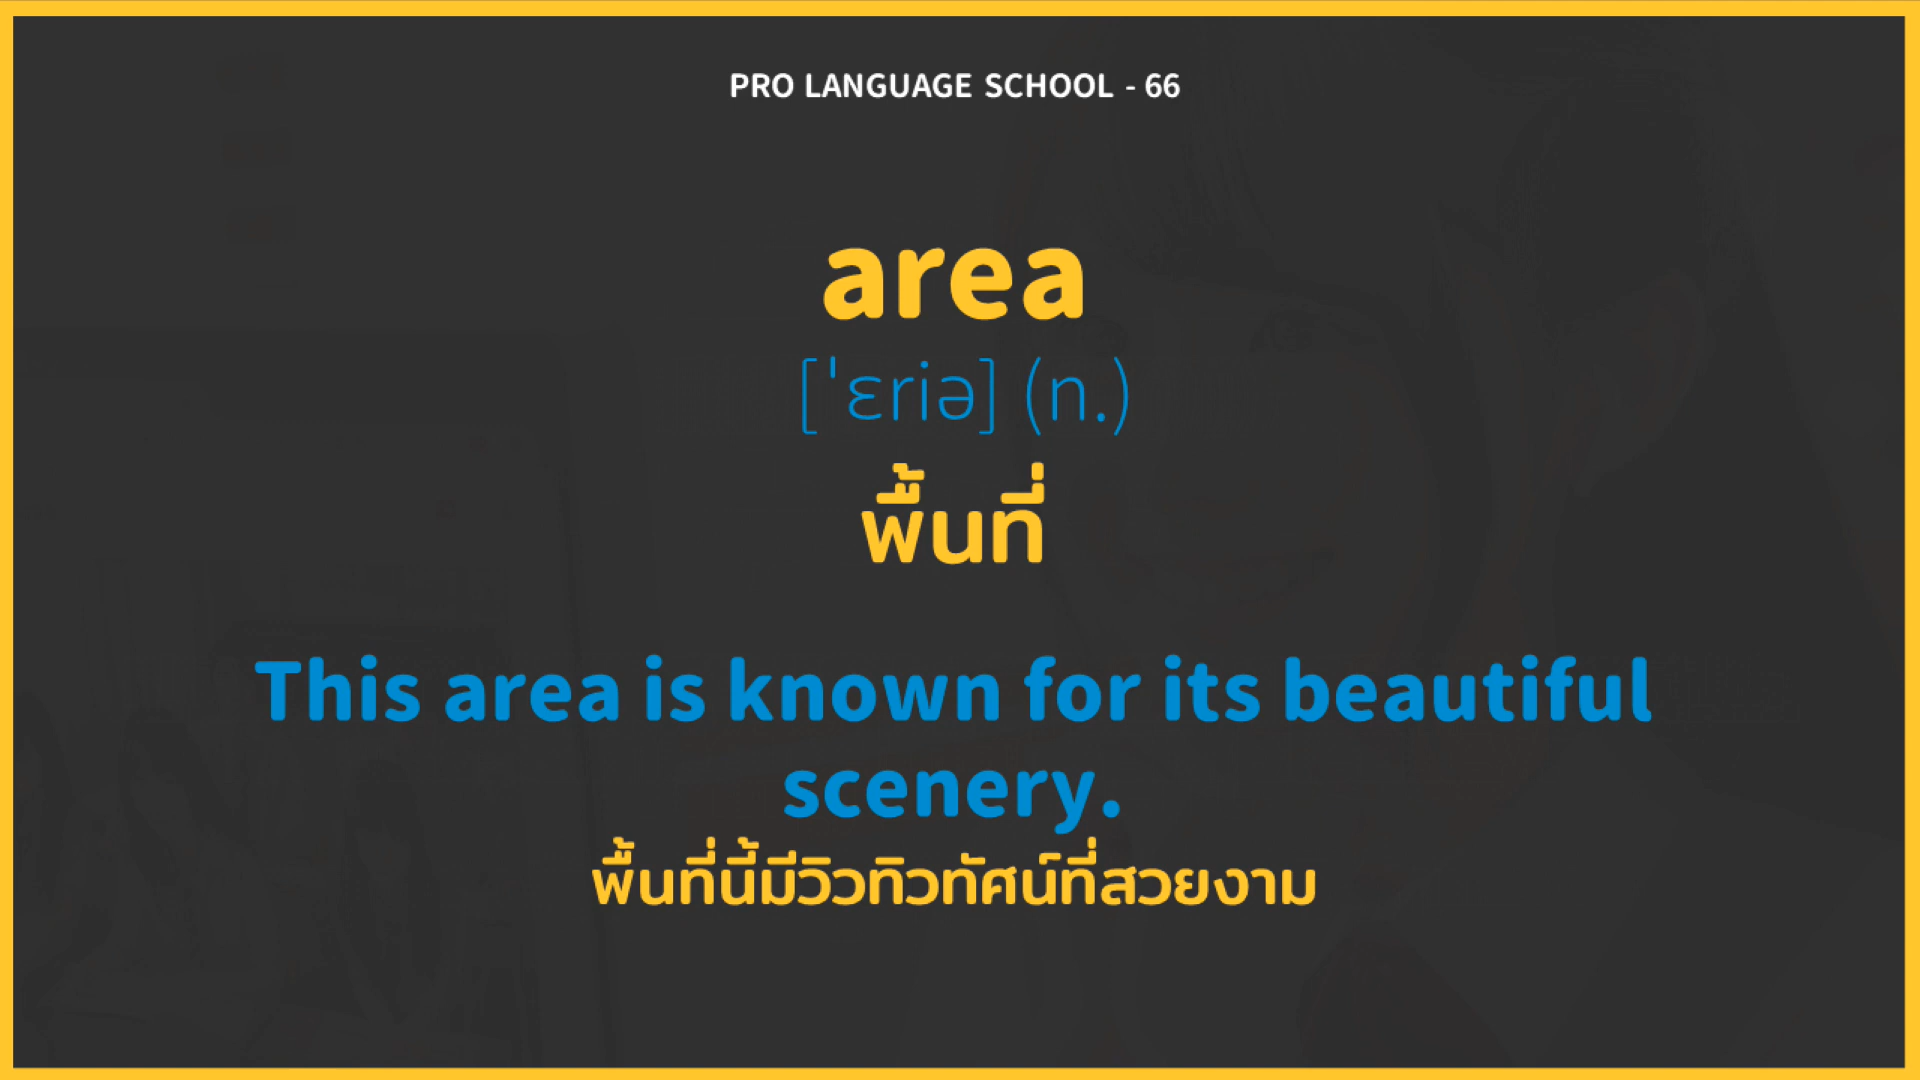 PRO LANGUAGE SCHOOL - 66
area
[ˈɛriə] (n.)
พื้นที่
This area is known for its beautiful
scenery.
พื้นที่นี้มีวิวทิวทัศน์ที่สวยงาม